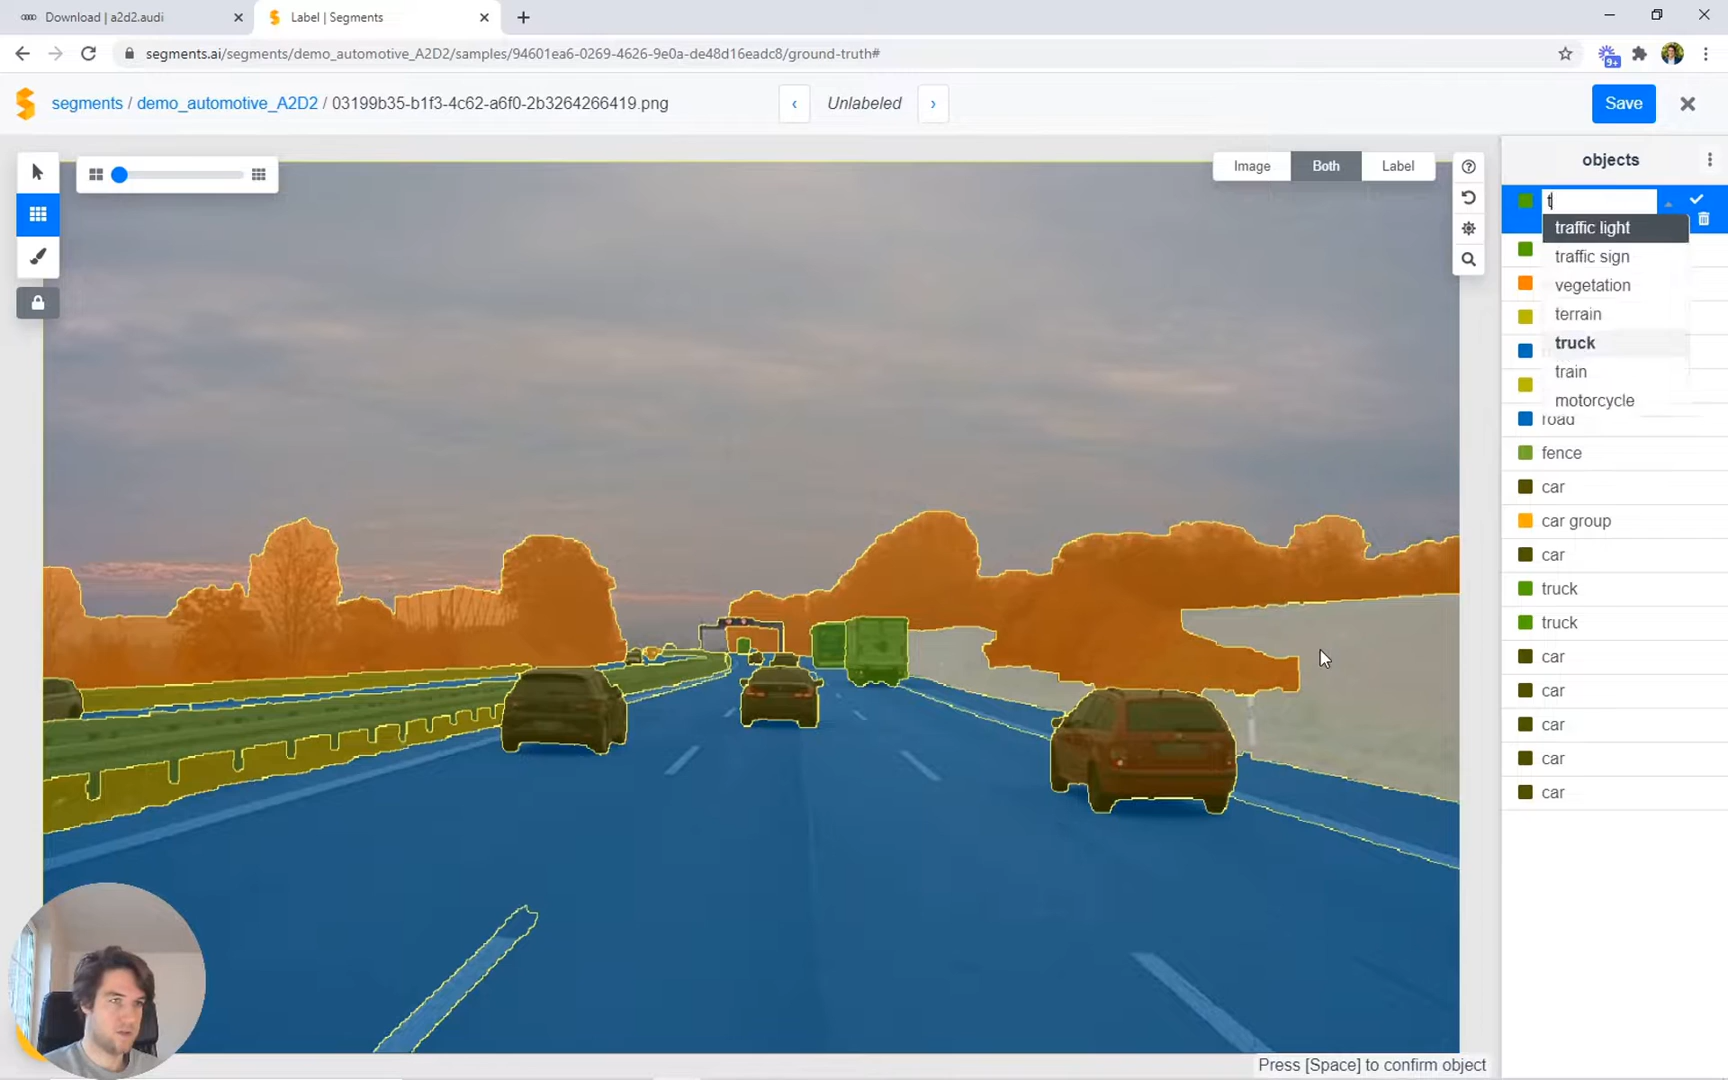 Download | a2d2.audi
Label | Segments
segments.ai/segments/demo_automotive_A2D2/samples/94601ea6-0269-4626-9e0a-de48d16eadc8/ground-truth#
9+
segments / demo_automotive_A2D2 / 03199b35-b1f3-4c62-a6f0-2b3264266419.png
Unlabeled
Save
Image
Both
Label
objects
t
traffic light
traffic sign
vegetation
terrain
truck
train
motorcycle
road
fence
car
car group
car
truck
truck
car
car
car
car
car
Press [Space] to confirm object